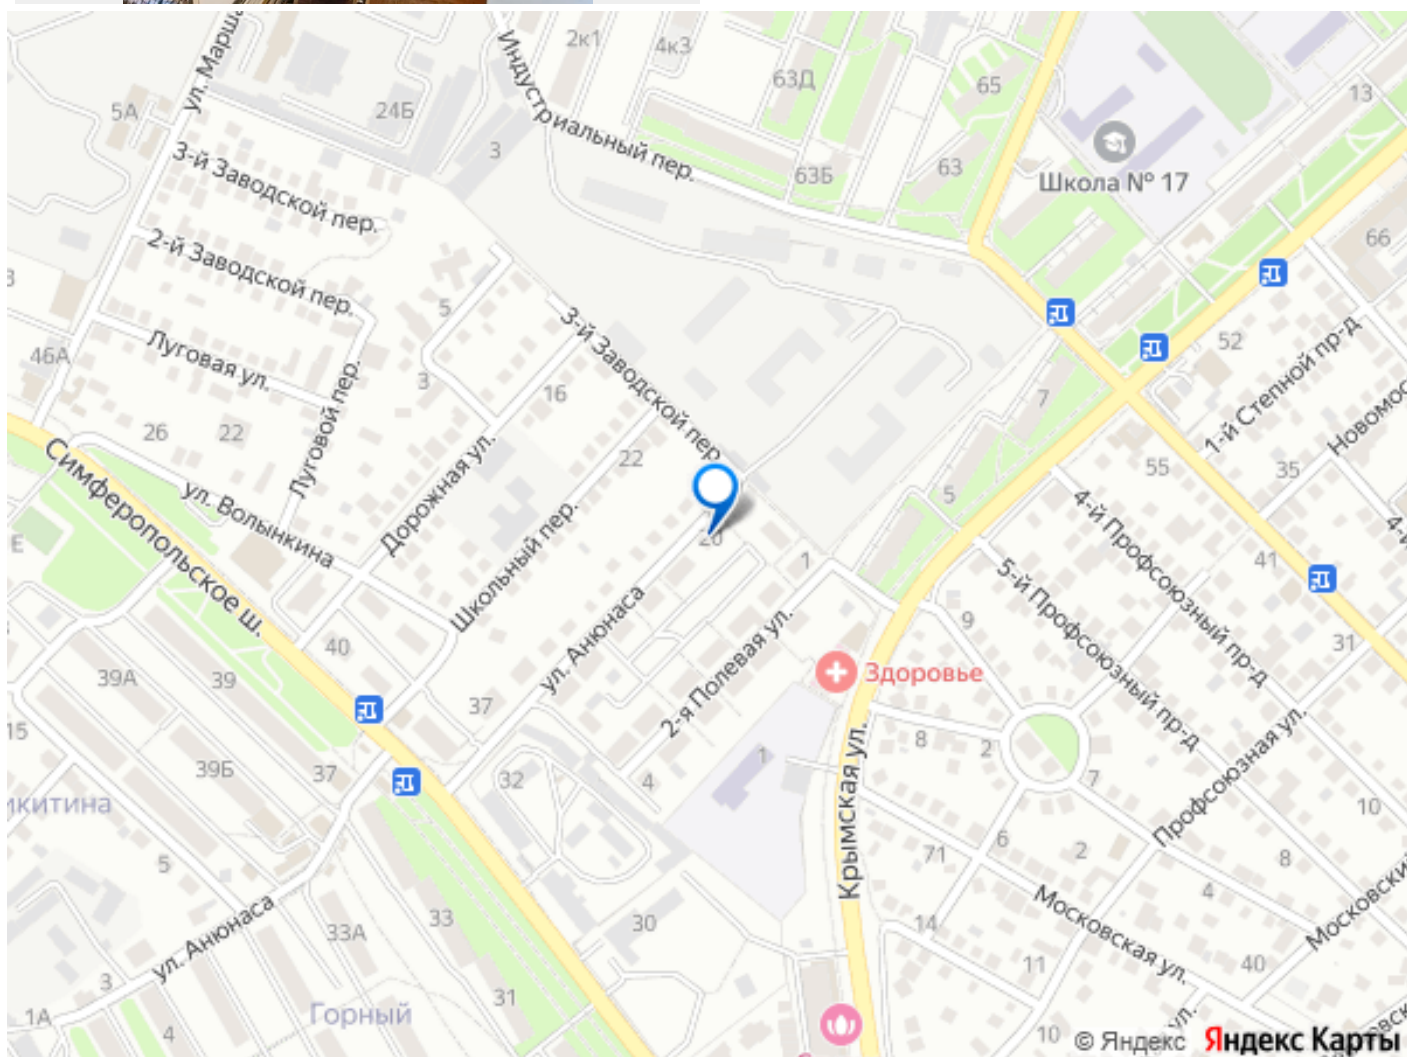 ул. Марша
Индустриальный пер.
2к1
4к3
63Д
65
13
5А
24Б
3
3-й Заводской пер.
63Б
63
Школа № 17
2-й Заводской пер.
66
5
3-й Заводской пер.
52
1-й Степной пр-д
46А
Луговая ул.
3
16
7
Новомос
Луговой пер.
26
22
22
Дорожная ул.
55
35
Симферопольское ш.
ул. Волынкина
Школьный пер.
5
4-й Профсоюзный пр-д
4-й
Е
20
1
41
5-й Профсоюзный пр-д
ул. Анюнаса
9
31
40
39А
39
2-я Полевая ул.
Здоровье
37
15
8
2
Крымская ул.
39Б
37
32
4
1
7
Профсоюзная ул.
икитина
10
5
71
6
2
8
ул. Анюнаса
33
33А
30
14
Московская ул.
4
Московский
3
11
40
31
1А
Горный
4
10
ул.
овск
© Яндекс Яндекс Карты